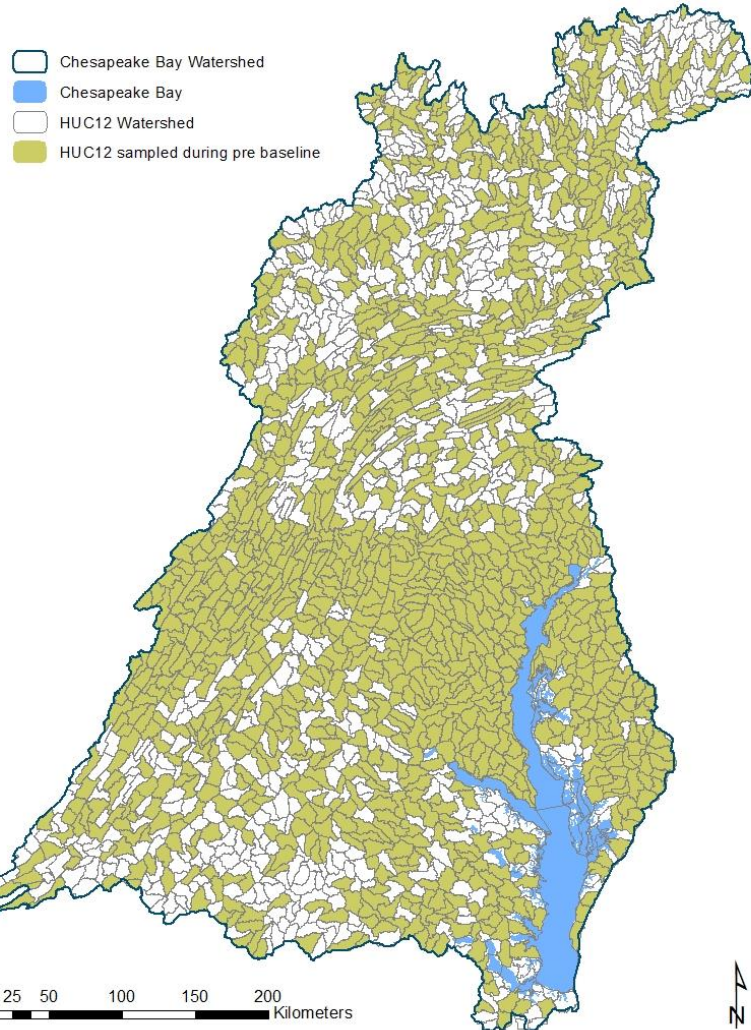 Chesapeake Bay Watershed
Chesapeake Bay
HUC12 Watershed
HUC12 sampled during pre baseline
25 50 100 150 200
Kilometers
N